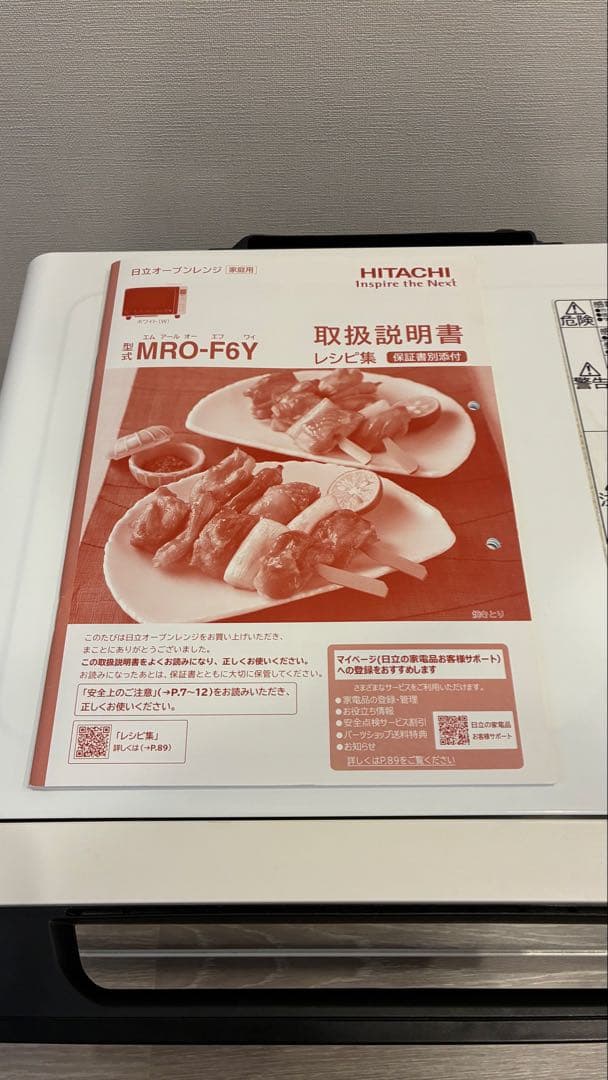 日立オーブンレンジ 家庭用
HITACHI
Inspire the Next
ホワイト(W)
エム アール オー エフ ワイ
型式 MRO-F6Y
取扱説明書
レシピ集 保証書別添付
焼きとり
このたびは日立オーブンレンジをお買い上げいただき、
まことにありがとうございました。
この取扱説明書をよくお読みになり、正しくお使いください。
お読みになったあとは、保証書とともに大切に保管してください。
「安全上のご注意」(→P.7~12)をお読みいただき、
正しくお使いください。
「レシピ集」
詳しくは(→P.89)
マイページ(日立の家電品お客様サポート)
への登録をおすすめします
さまざまなサービスをご利用いただけます。
●家電品の登録・管理
●お役立ち情報
●安全点検サービス割引
●パーツショップ送料特典
●お知らせ
日立の家電品
お客様サポート
詳しくはP.89をご覧ください
危険
警告